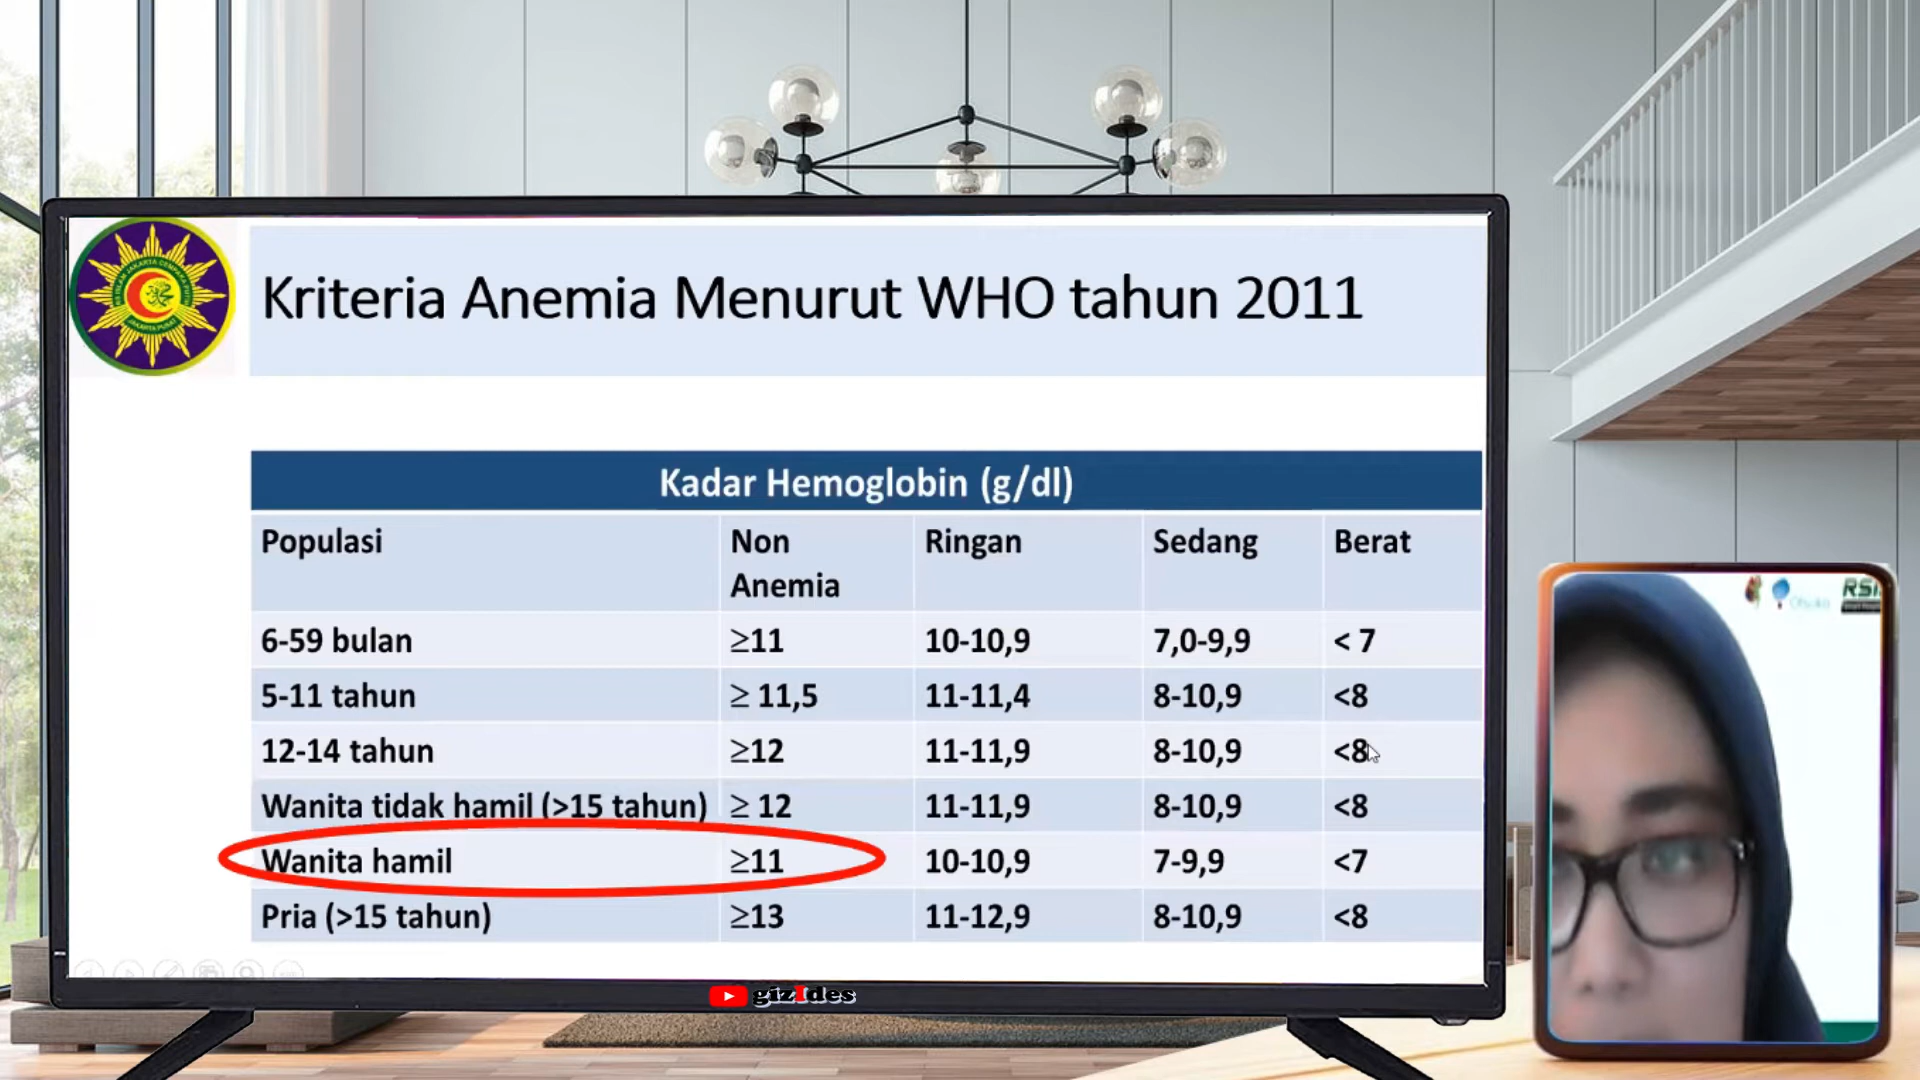 Kriteria Anemia Menurut WHO tahun 2011
Kadar Hemoglobin (g/dl)
Populasi Non Anemia Ringan Sedang Berat
6-59 bulan ≥11 10-10,9 7,0-9,9 < 7
5-11 tahun ≥ 11,5 11-11,4 8-10,9 <8
12-14 tahun ≥12 11-11,9 8-10,9 <8
Wanita tidak hamil (>15 tahun) ≥ 12 11-11,9 8-10,9 <8
Wanita hamil ≥11 10-10,9 7-9,9 <7
Pria (>15 tahun) ≥13 11-12,9 8-10,9 <8
gizIdes